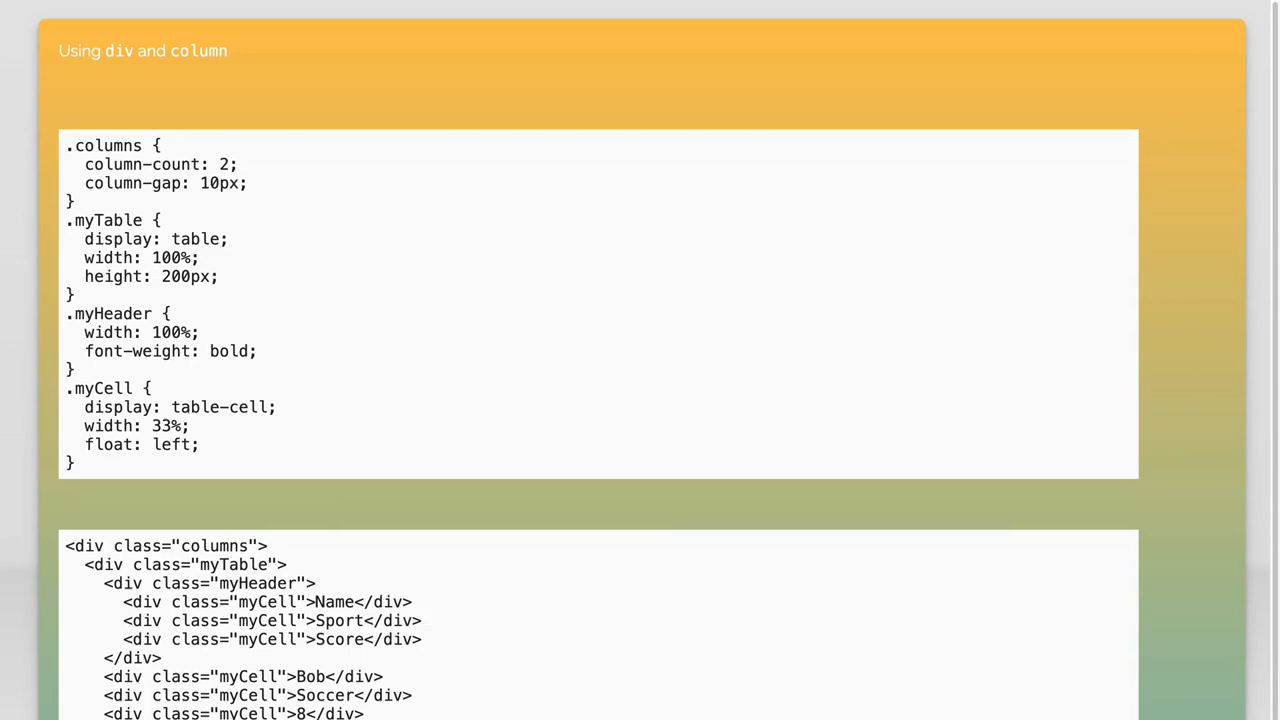 Using div and column
.columns {
  column-count: 2;
  column-gap: 10px;
}
.myTable {
  display: table;
  width: 100%;
  height: 200px;
}
.myHeader {
  width: 100%;
  font-weight: bold;
}
.myCell {
  display: table-cell;
  width: 33%;
  float: left;
}
<div class="columns">
  <div class="myTable">
    <div class="myHeader">
      <div class="myCell">Name</div>
      <div class="myCell">Sport</div>
      <div class="myCell">Score</div>
    </div>
    <div class="myCell">Bob</div>
    <div class="myCell">Soccer</div>
    <div class="myCell">8</div>